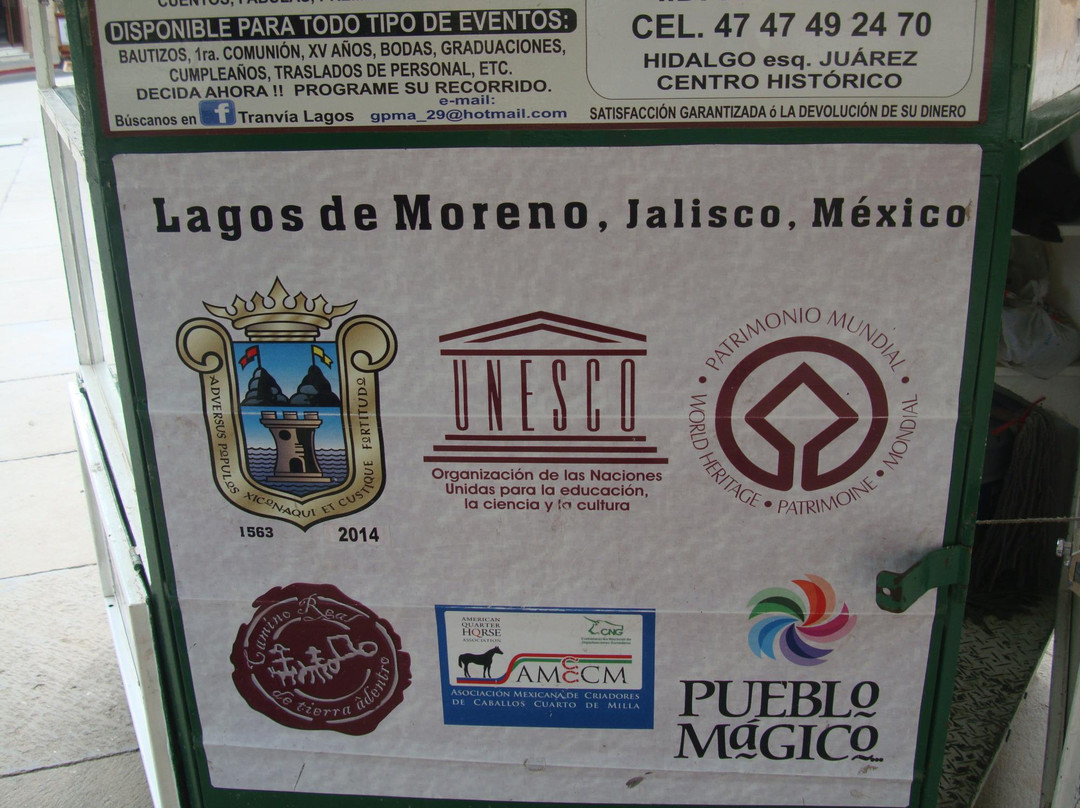 DISPONIBLE PARA TODO TIPO DE EVENTOS:
BAUTIZOS, 1ra. COMUNIÓN, XV AÑOS, BODAS, GRADUACIONES,
CUMPLEAÑOS, TRASLADOS DE PERSONAL, ETC.
DECIDA AHORA !! PROGRAME SU RECORRIDO.
Búscanos en f Tranvía Lagos
e-mail:
gpma_29@hotmail.com
CEL. 47 47 49 24 70
HIDALGO esq. JUÁREZ
CENTRO HISTÓRICO
SATISFACCIÓN GARANTIZADA ó LA DEVOLUCIÓN DE SU DINERO
Lagos de Moreno, Jalisco, México
ADVERSUS POPULOS XICONAQUI ET CUSTIQUE FORTITUDO
1563 2014
UNESCO
Organización de las Naciones
Unidas para la educación,
la ciencia y la cultura
PATRIMONIO MUNDIAL • WORLD HERITAGE • PATRIMOINE • MONDIAL •
Camino Real
de tierra adentro
AMERICAN
QUARTER
HORSE
ASSOCIATION
CNG
AMCCCM
ASOCIACIÓN MEXICANA DE CRIADORES
DE CABALLOS CUARTO DE MILLA
PUEBLO
MÁGICO